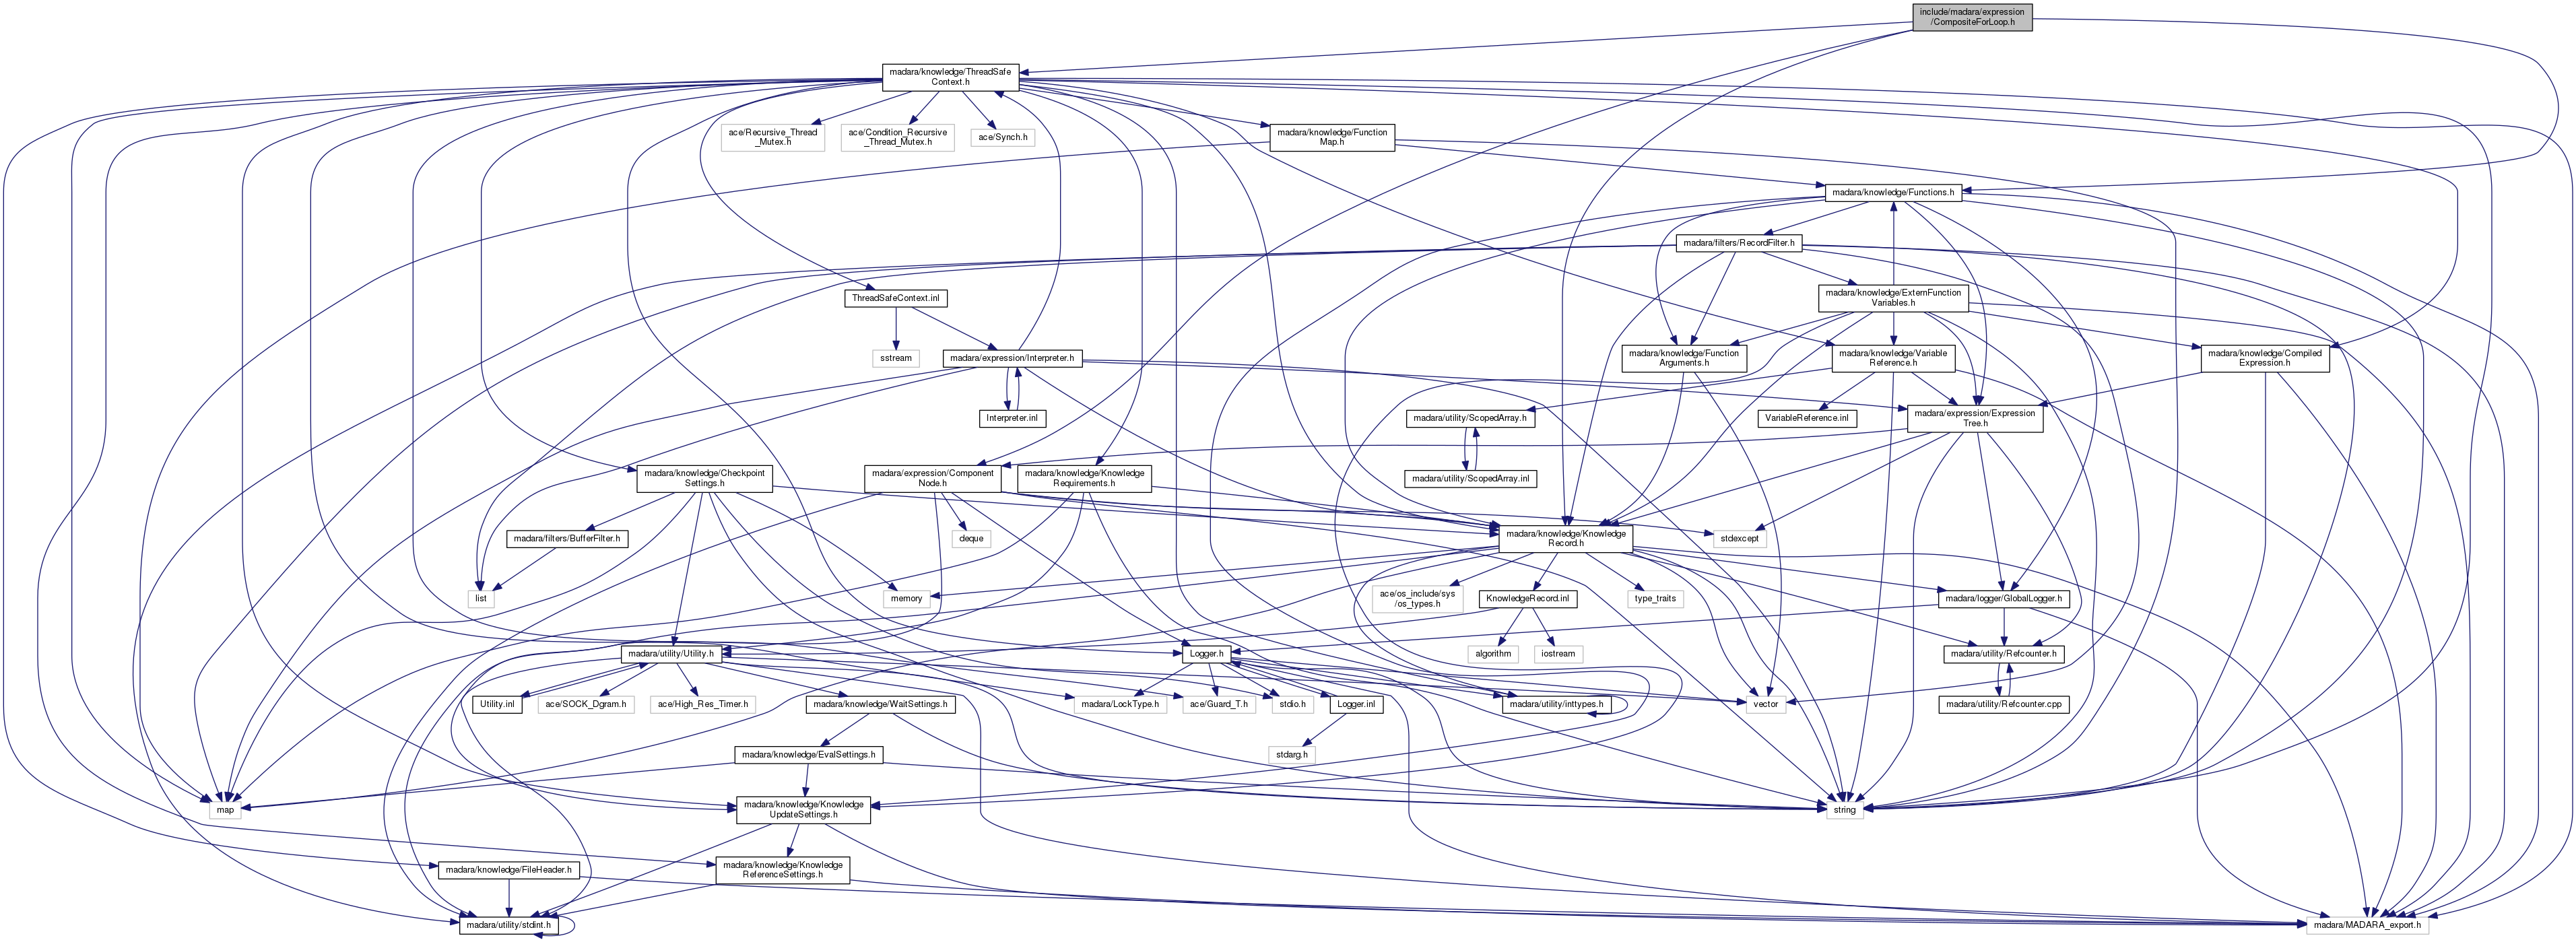 include/madara/expression
/CompositeForLoop.h
madara/knowledge/ThreadSafe
Context.h
ace/Recursive_Thread
_Mutex.h
ace/Condition_Recursive
_Thread_Mutex.h
ace/Synch.h
madara/knowledge/Function
Map.h
madara/knowledge/Functions.h
madara/filters/RecordFilter.h
ThreadSafeContext.inl
madara/knowledge/ExternFunction
Variables.h
sstream
madara/expression/Interpreter.h
madara/knowledge/Function
Arguments.h
madara/knowledge/Variable
Reference.h
madara/knowledge/Compiled
Expression.h
Interpreter.inl
madara/utility/ScopedArray.h
VariableReference.inl
madara/expression/Expression
Tree.h
madara/knowledge/Checkpoint
Settings.h
madara/expression/Component
Node.h
madara/knowledge/Knowledge
Requirements.h
madara/utility/ScopedArray.inl
madara/filters/BufferFilter.h
deque
madara/knowledge/Knowledge
Record.h
stdexcept
list
memory
ace/os_include/sys
/os_types.h
KnowledgeRecord.inl
type_traits
madara/logger/GlobalLogger.h
madara/utility/Utility.h
Logger.h
algorithm
iostream
madara/utility/Refcounter.h
Utility.inl
ace/SOCK_Dgram.h
ace/High_Res_Timer.h
madara/knowledge/WaitSettings.h
madara/LockType.h
ace/Guard_T.h
stdio.h
Logger.inl
madara/utility/inttypes.h
vector
madara/utility/Refcounter.cpp
madara/knowledge/EvalSettings.h
stdarg.h
map
madara/knowledge/Knowledge
UpdateSettings.h
string
madara/knowledge/FileHeader.h
madara/knowledge/Knowledge
ReferenceSettings.h
madara/utility/stdint.h
madara/MADARA_export.h